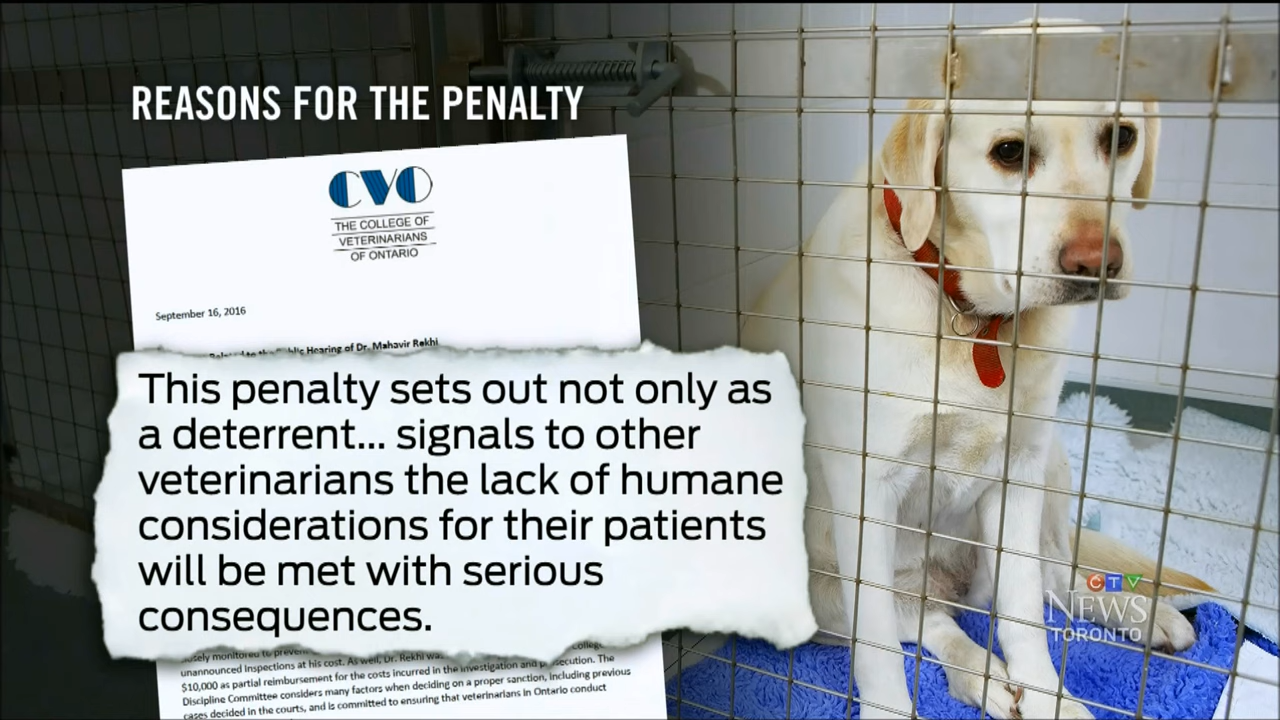 REASONS FOR THE PENALTY
CVO
THE COLLEGE OF
VETERINARIANS
OF ONTARIO
September 16, 2016
Hearing of Dr. Mahavir Rekhi
This penalty sets out not only as
a deterrent... signals to other
veterinarians the lack of humane
considerations for their patients
will be met with serious
consequences.
monitored to
unannounced inspections at his cost. As well, Dr. Rekhi
$10,000 as partial reimbursement for the costs incurred in the investigation and The
Discipline Committee considers many factors when deciding on a proper sanction, including previous
cases decided in the courts, and is committed to ensuring that veterinarians in Ontario conduct
CTV
NEWS
TORONTO